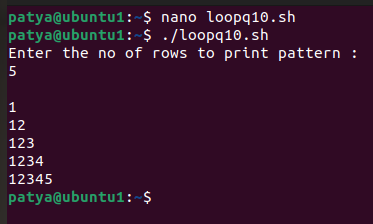 patya@ubuntu1:~$ nano loopq10.sh
patya@ubuntu1:~$ ./loopq10.sh
Enter the no of rows to print pattern :
5

1
12
123
1234
12345
patya@ubuntu1:~$